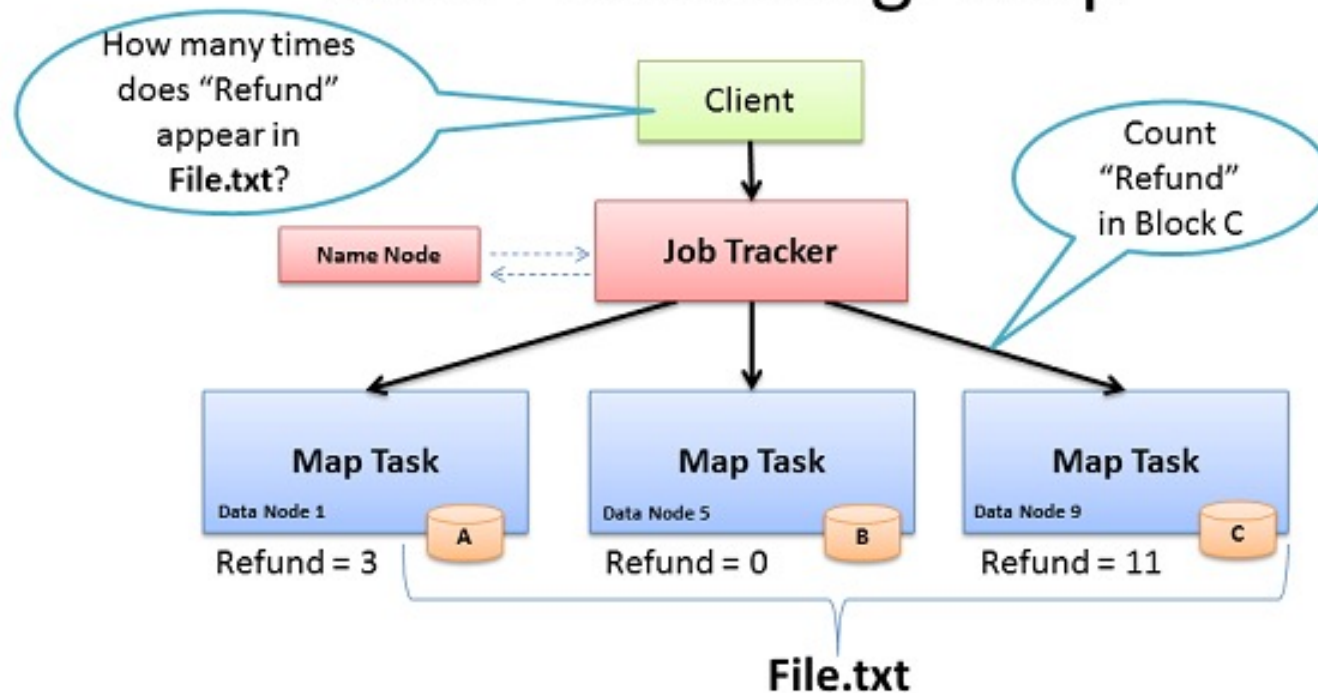 How many times
does “Refund”
appear in
File.txt?
Client
Count
“Refund”
in Block C
Name Node
Job Tracker
Map Task
Data Node 1
A
Map Task
Data Node 5
B
Map Task
Data Node 9
C
Refund = 3
Refund = 0
Refund = 11
File.txt